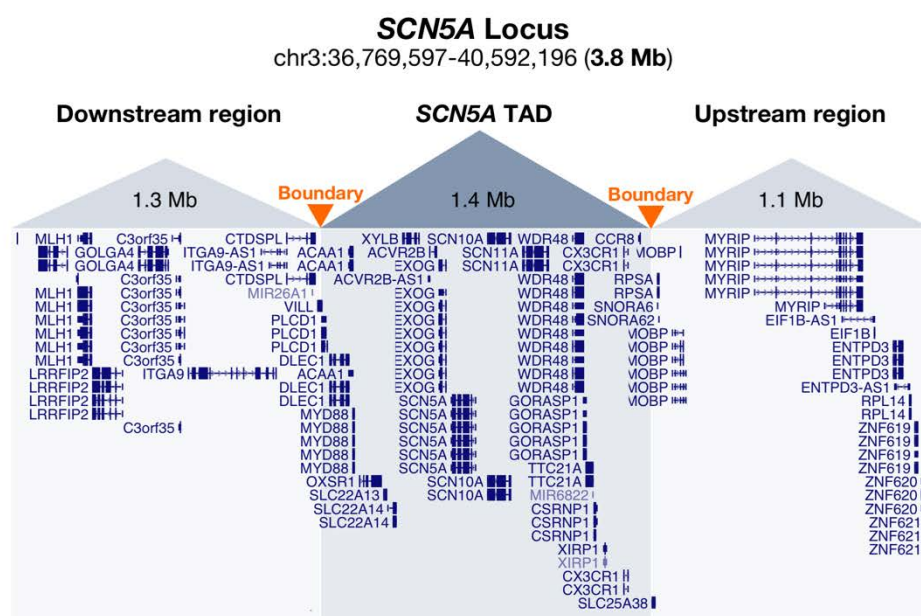 SCN5A Locus
chr3:36,769,597-40,592,196 (3.8 Mb)
Downstream region
SCN5A TAD
Upstream region
1.3 Mb
Boundary
1.4 Mb
Boundary
1.1 Mb
MLH1 C3orf35 CTDSPL XYLB SCN10A WDR48 CCR8 MYRIP
GOLGA4 ITGA9-AS1 ACAA1 ACVR2B SCN11A CX3CR1 MOBP MYRIP
GOLGA4 ITGA9-AS1 ACAA1 EXOG SCN11A CX3CR1 MYRIP
C3orf35 CTDSPL ACVR2B-AS1 WDR48 RPSA MYRIP
MLH1 C3orf35 MIR26A1 EXOG WDR48 RPSA MYRIP
MLH1 C3orf35 VILL EXOG WDR48 SNORA6 MYRIP
MLH1 C3orf35 PLCD1 EXOG WDR48 SNORA62 EIF1B-AS1
MLH1 C3orf35 PLCD1 EXOG WDR48 MOBP EIF1B
MLH1 C3orf35 PLCD1 EXOG WDR48 MOBP ENTPD3
MLH1 C3orf35 DLEC1 EXOG WDR48 MOBP ENTPD3
LRRFIP2 ITGA9 ACAA1 EXOG WDR48 MOBP ENTPD3
LRRFIP2 DLEC1 EXOG WDR48 MOBP ENTPD3-AS1
LRRFIP2 DLEC1 SCN5A GORASP1 MOBP RPL14
LRRFIP2 MYD88 SCN5A GORASP1 RPL14
C3orf35 MYD88 SCN5A GORASP1 ZNF619
MYD88 SCN5A GORASP1 ZNF619
MYD88 SCN5A GORASP1 ZNF619
MYD88 SCN5A TTC21A ZNF619
OXSR1 SCN10A TTC21A ZNF620
SLC22A13 SCN10A MIR6822 ZNF620
SLC22A14 CSRNP1 ZNF620
SLC22A14 CSRNP1 ZNF621
CSRNP1 ZNF621
XIRP1 ZNF621
XIRP1
CX3CR1
CX3CR1
SLC25A38